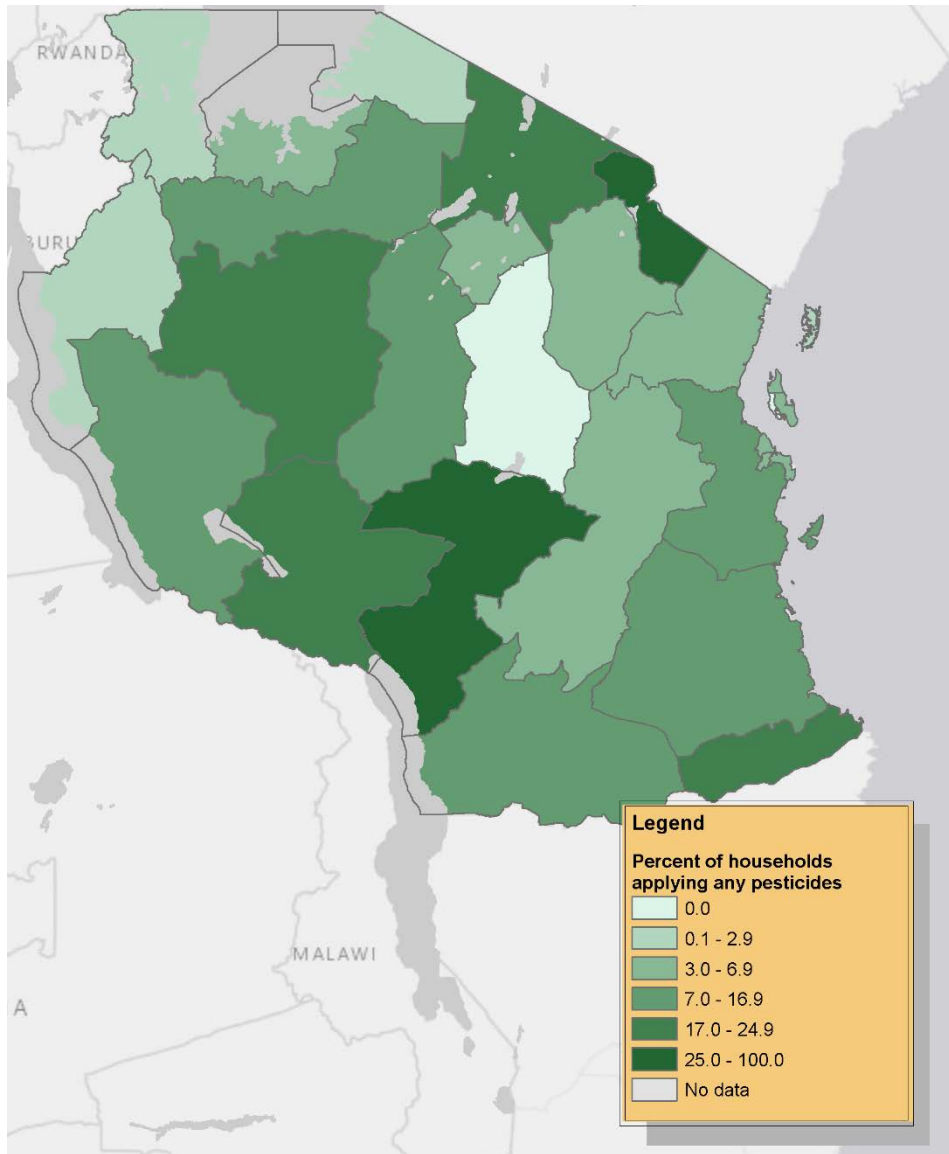 RWANDA
BURU
MALAWI
A
Legend
Percent of households
applying any pesticides
0.0
0.1 - 2.9
3.0 - 6.9
7.0 - 16.9
17.0 - 24.9
25.0 - 100.0
No data